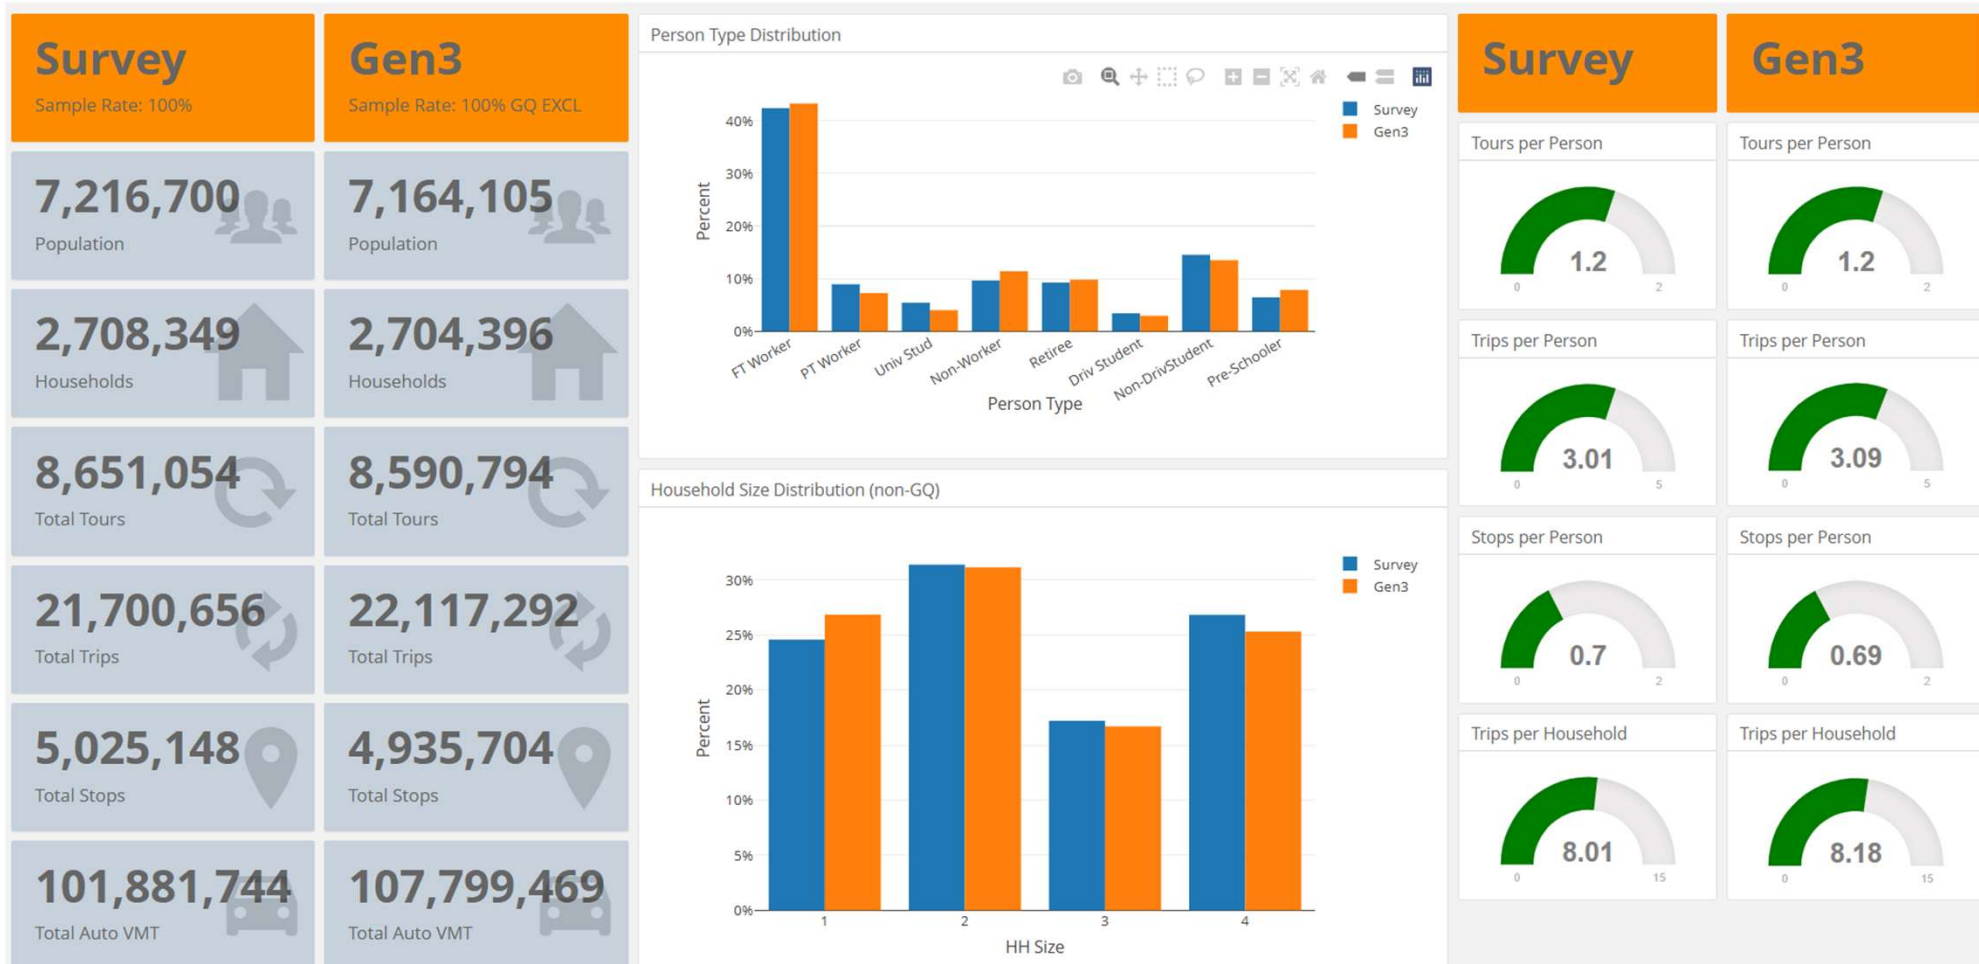 Survey
Sample Rate: 100%
7,216,700
Population
2,708,349
Households
8,651,054
Total Tours
21,700,656
Total Trips
5,025,148
Total Stops
101,881,744
Total Auto VMT
Gen3
Sample Rate: 100% GQ EXCL
7,164,105
Population
2,704,396
Households
8,590,794
Total Tours
22,117,292
Total Trips
4,935,704
Total Stops
107,799,469
Total Auto VMT
Person Type Distribution
Survey
Gen3
40%
30%
20%
10%
0%
Percent
FT Worker
PT Worker
Univ Stud
Non-Worker
Retiree
Driv Student
Non-DrivStudent
Pre-Schooler
Person Type
Household Size Distribution (non-GQ)
Survey
Gen3
30%
25%
20%
15%
10%
5%
0%
Percent
1 2 3 4
HH Size
Survey
Tours per Person
1.2
0 2
Trips per Person
3.01
0 5
Stops per Person
0.7
0 2
Trips per Household
8.01
0 15
Gen3
Tours per Person
1.2
0 2
Trips per Person
3.09
0 5
Stops per Person
0.69
0 2
Trips per Household
8.18
0 15